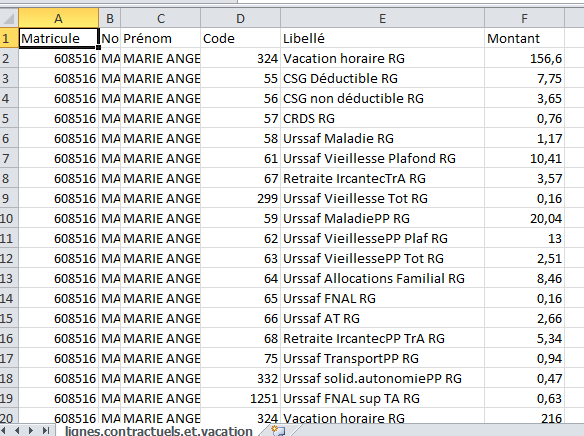 A B C D E F
1 Matricule No Prénom Code Libellé Montant
2 608516 MA MARIE ANGE 324 Vacation horaire RG 156,6
3 608516 MA MARIE ANGE 55 CSG Déductible RG 7,75
4 608516 MA MARIE ANGE 56 CSG non déductible RG 3,65
5 608516 MA MARIE ANGE 57 CRDS RG 0,76
6 608516 MA MARIE ANGE 58 Urssaf Maladie RG 1,17
7 608516 MA MARIE ANGE 61 Urssaf Vieillesse Plafond RG 10,41
8 608516 MA MARIE ANGE 67 Retraite IrcantecTrA RG 3,57
9 608516 MA MARIE ANGE 299 Urssaf Vieillesse Tot RG 0,16
10 608516 MA MARIE ANGE 59 Urssaf MaladiePP RG 20,04
11 608516 MA MARIE ANGE 62 Urssaf VieillessePP Plaf RG 13
12 608516 MA MARIE ANGE 63 Urssaf VieillessePP Tot RG 2,51
13 608516 MA MARIE ANGE 64 Urssaf Allocations Familial RG 8,46
14 608516 MA MARIE ANGE 65 Urssaf FNAL RG 0,16
15 608516 MA MARIE ANGE 66 Urssaf AT RG 2,66
16 608516 MA MARIE ANGE 68 Retraite IrcantecPP TrA RG 5,34
17 608516 MA MARIE ANGE 75 Urssaf TransportPP RG 0,94
18 608516 MA MARIE ANGE 332 Urssaf solid.autonomiePP RG 0,47
19 608516 MA MARIE ANGE 1251 Urssaf FNAL sup TA RG 0,63
20 608516 MA MARIE ANGE 324 Vacation horaire RG 216
lignes.contractuels.et.vacation